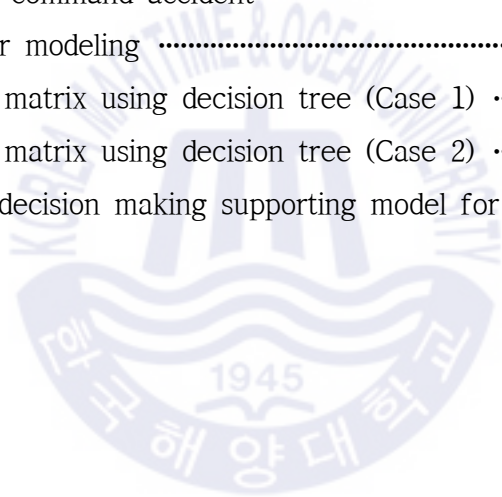 command accident
r modeling ························································
matrix using decision tree (Case 1) ·
matrix using decision tree (Case 2) ·
decision making supporting model for
KOREA MARITIME & OCEAN UNIVERSITY
1945
한국해양대학교